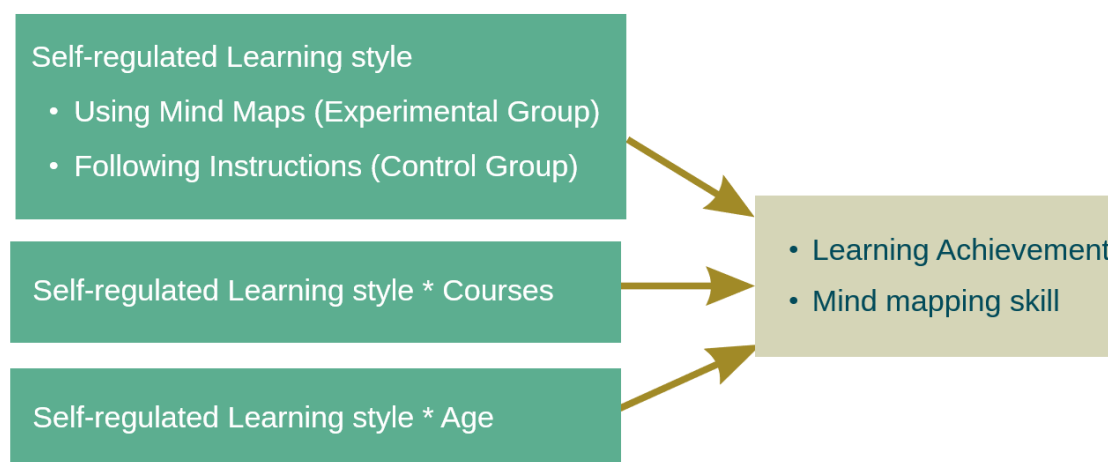 Self-regulated Learning style
• Using Mind Maps (Experimental Group)
• Following Instructions (Control Group)
Self-regulated Learning style * Courses
Self-regulated Learning style * Age
• Learning Achievement
• Mind mapping skill